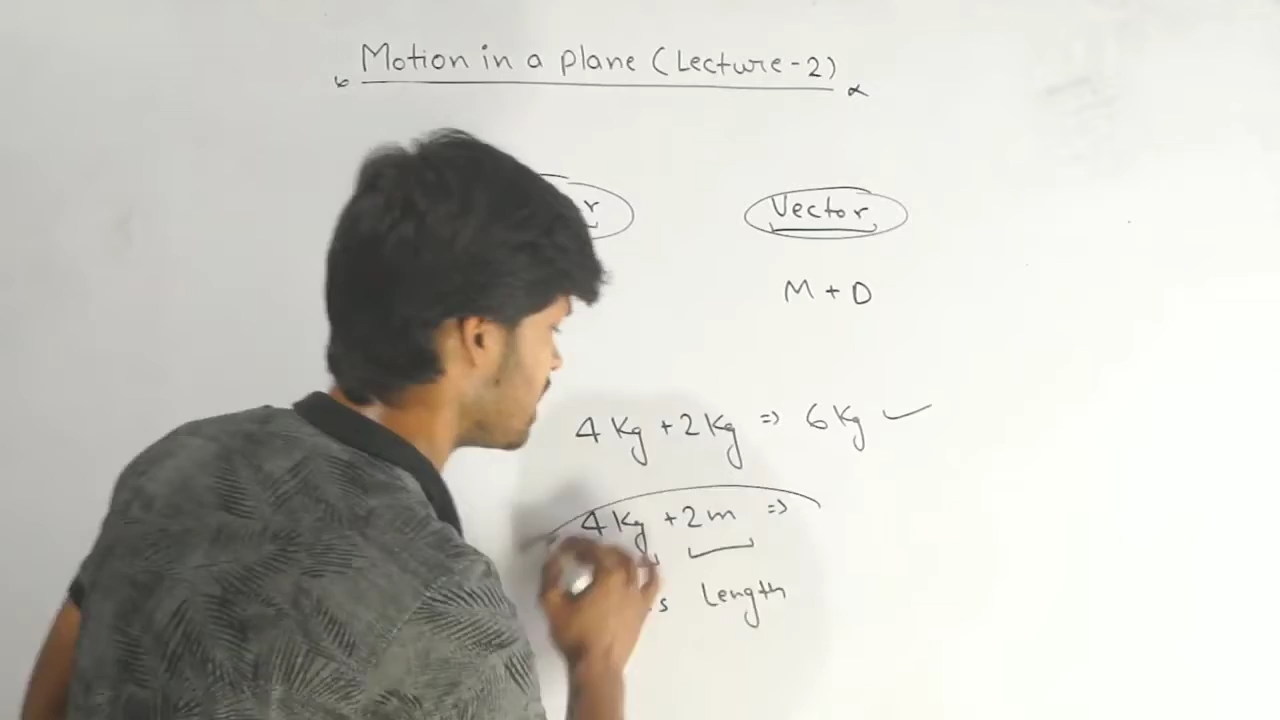 Motion in a plane (Lecture-2)
Vector
M + D
4 Kg + 2 Kg => 6 Kg ✓
4 Kg + 2 m =>
Length